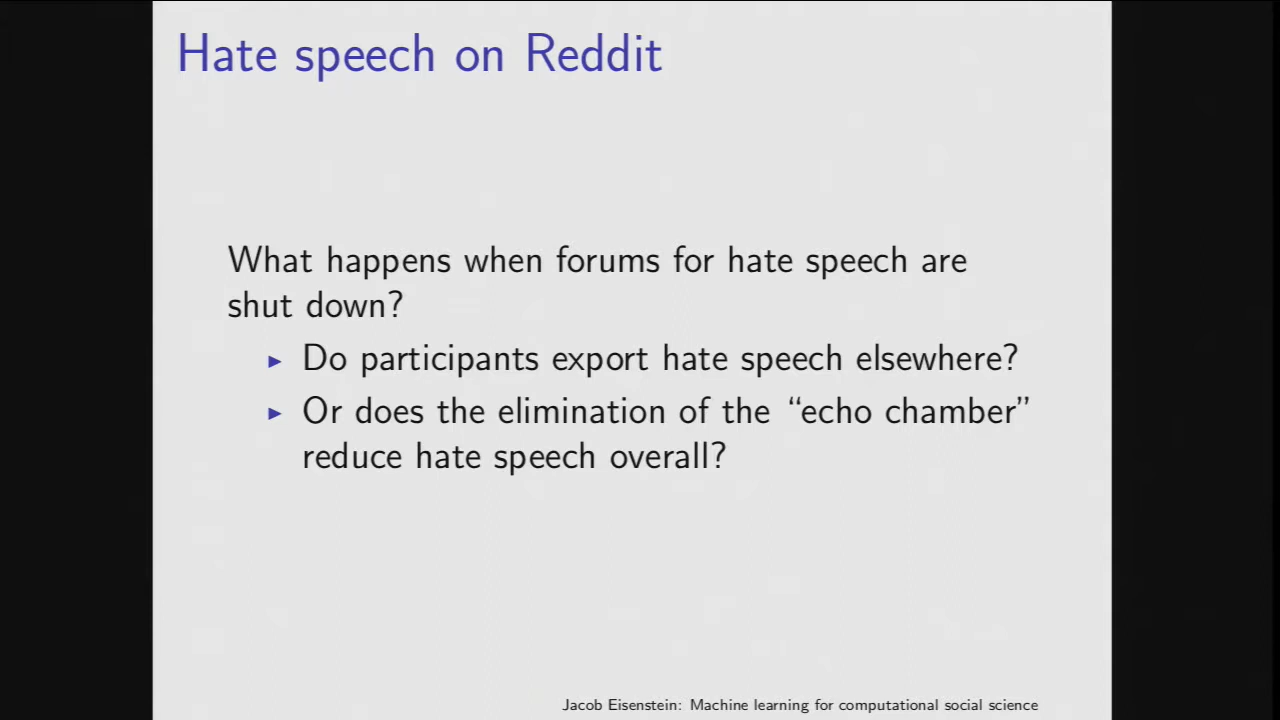 Hate speech on Reddit
What happens when forums for hate speech are
shut down?
▶ Do participants export hate speech elsewhere?
▶ Or does the elimination of the “echo chamber”
reduce hate speech overall?
Jacob Eisenstein: Machine learning for computational social science